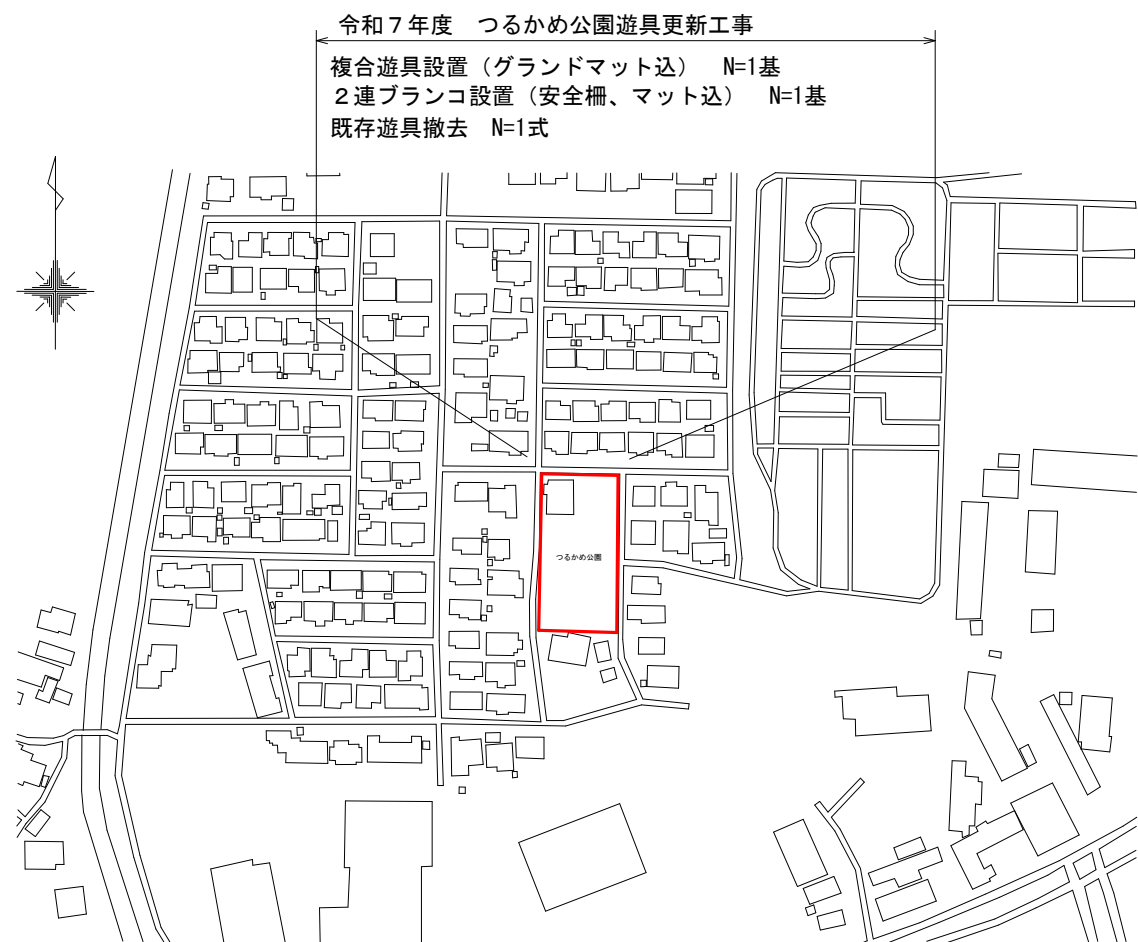 令和７年度　つるかめ公園遊具更新工事
複合遊具設置（グランドマット込）　N=1基
２連ブランコ設置（安全柵、マット込）　N=1基
既存遊具撤去　N=1式
つるかめ公園